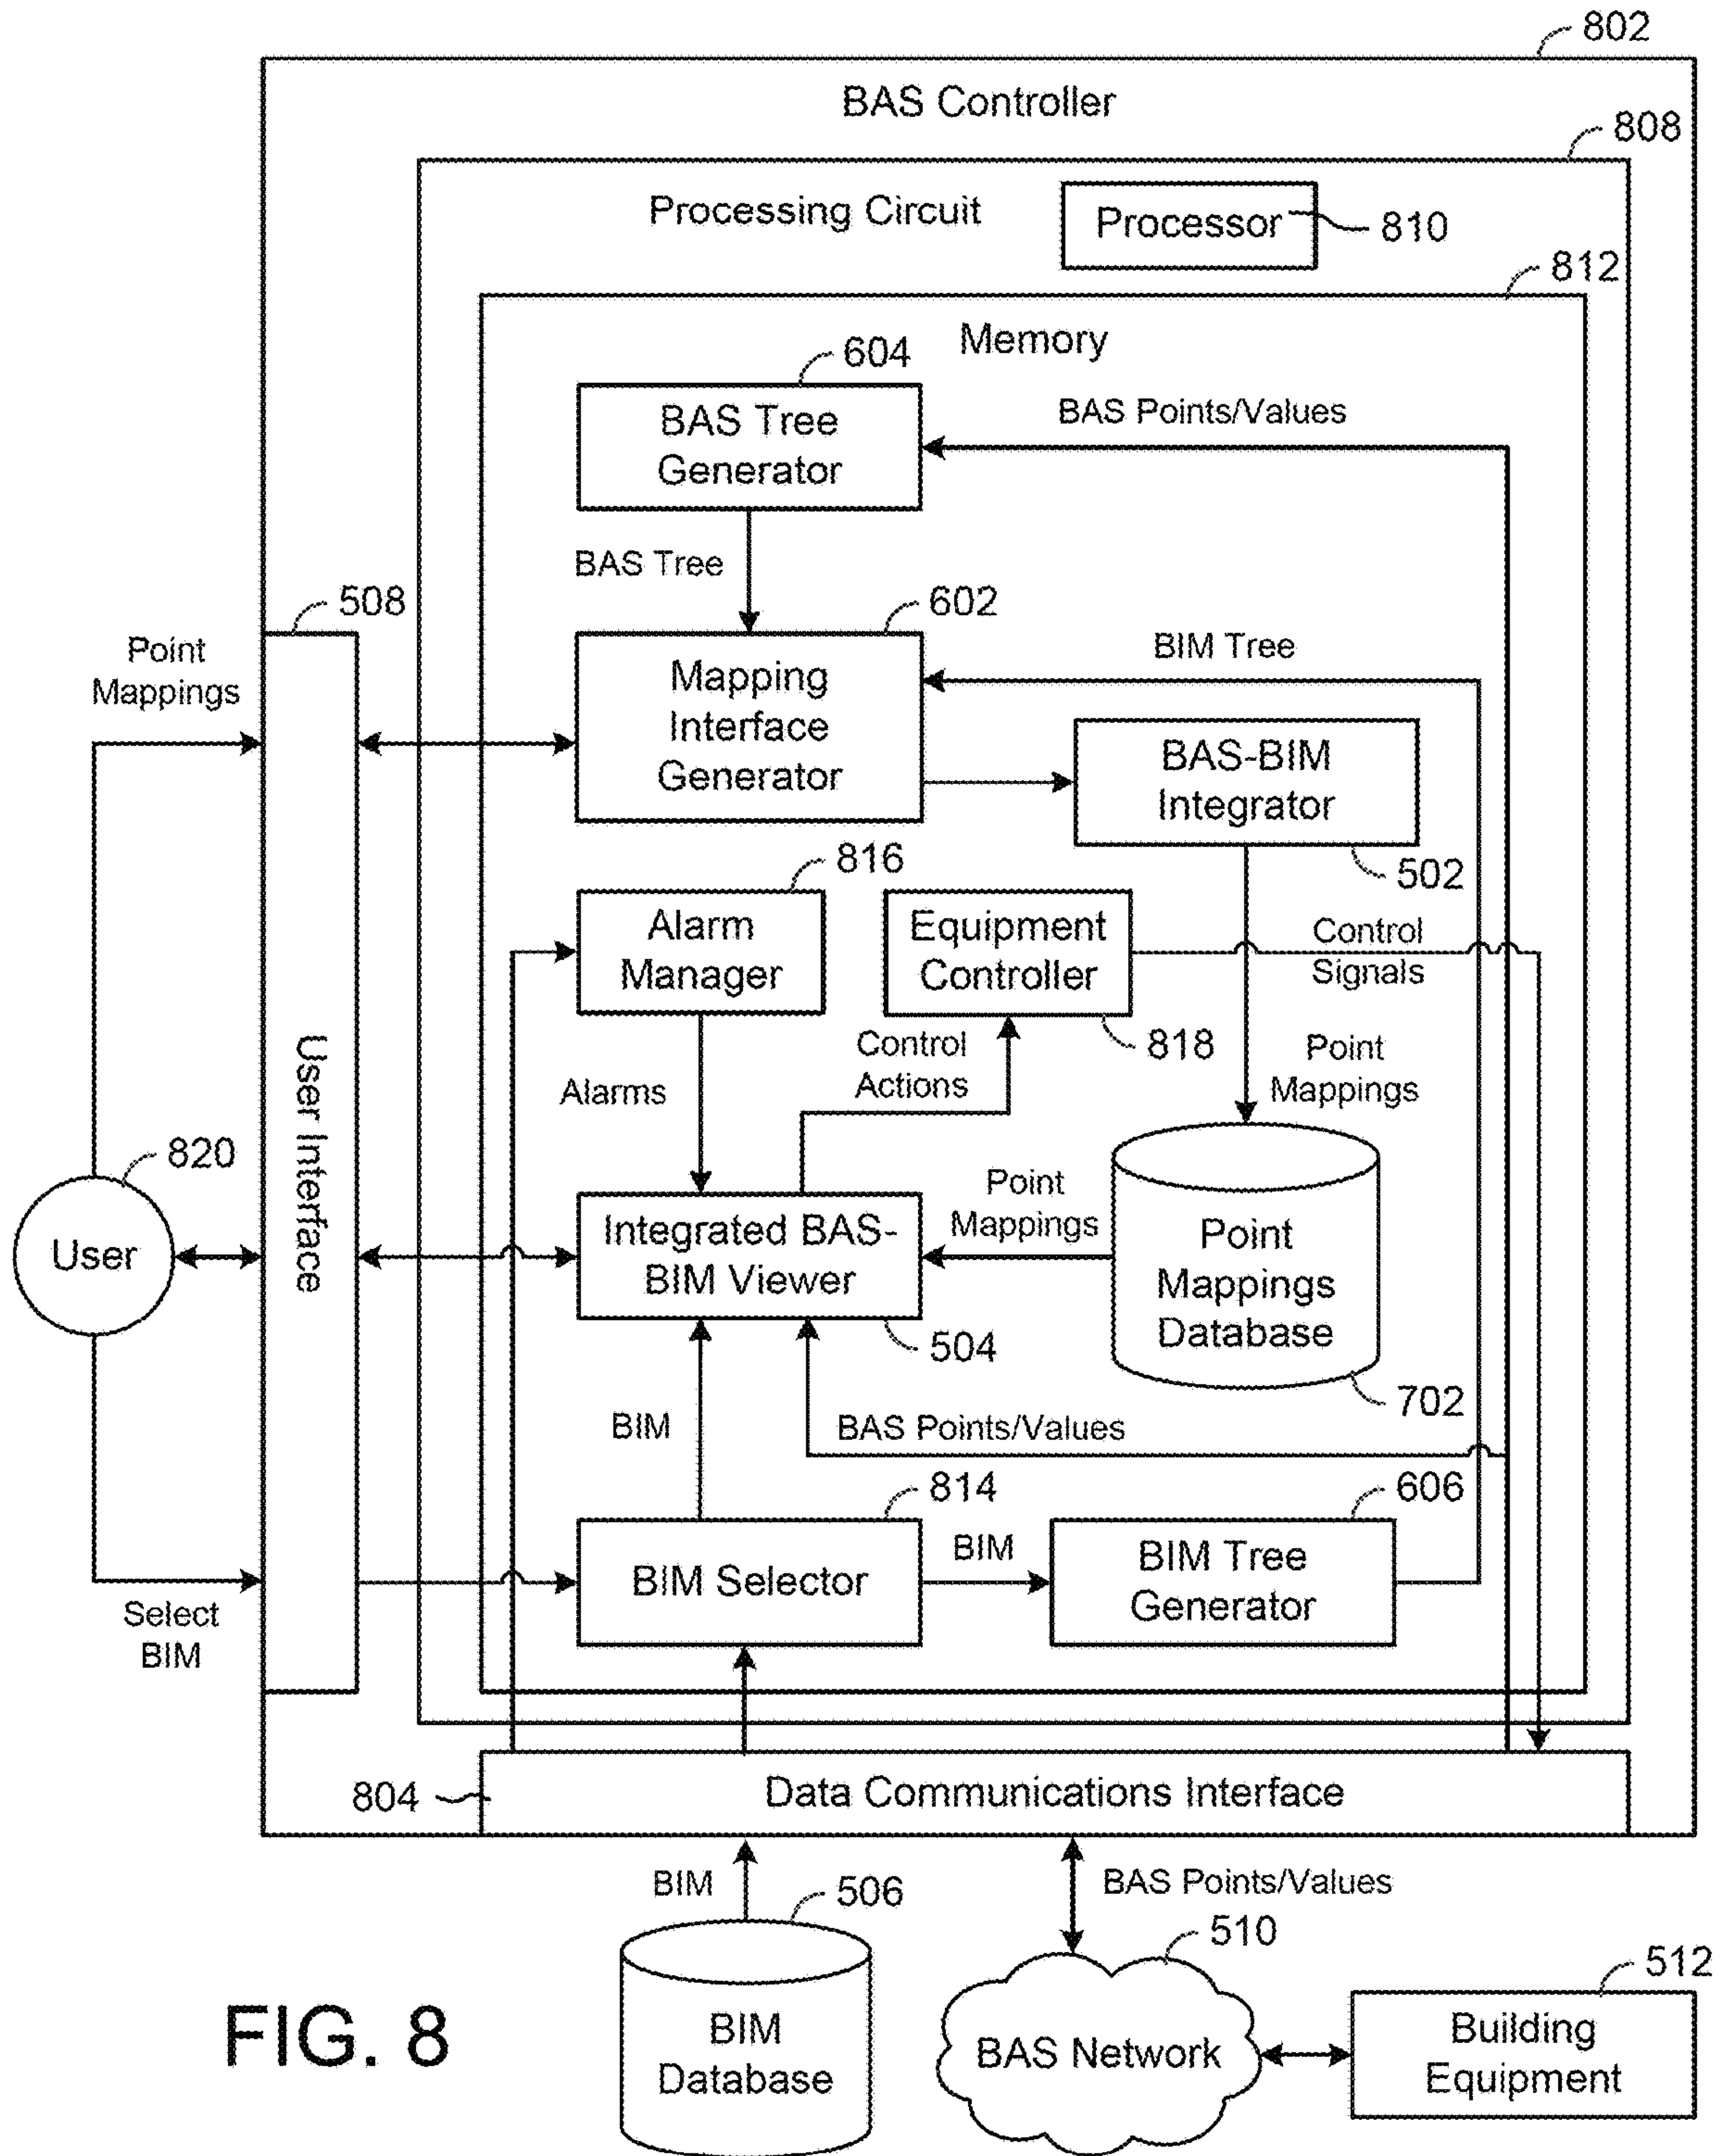 802
BAS Controller
808
Processing Circuit
Processor
810
812
Memory
604
BAS Tree
Generator
BAS Points/Values
BAS Tree
508
602
Point
Mappings
Mapping
Interface
Generator
BIM Tree
BAS-BIM
Integrator
502
816
Alarm
Manager
Equipment
Controller
818
Control
Signals
User Interface
Alarms
Control
Actions
Point
Mappings
820
User
Integrated BAS-
BIM Viewer
504
Point
Mappings
Point
Mappings
Database
702
BIM
BAS Points/Values
814
606
BIM Selector
BIM
BIM Tree
Generator
Select
BIM
804
Data Communications Interface
BIM
506
BAS Points/Values
510
512
FIG. 8
BIM
Database
BAS Network
Building
Equipment